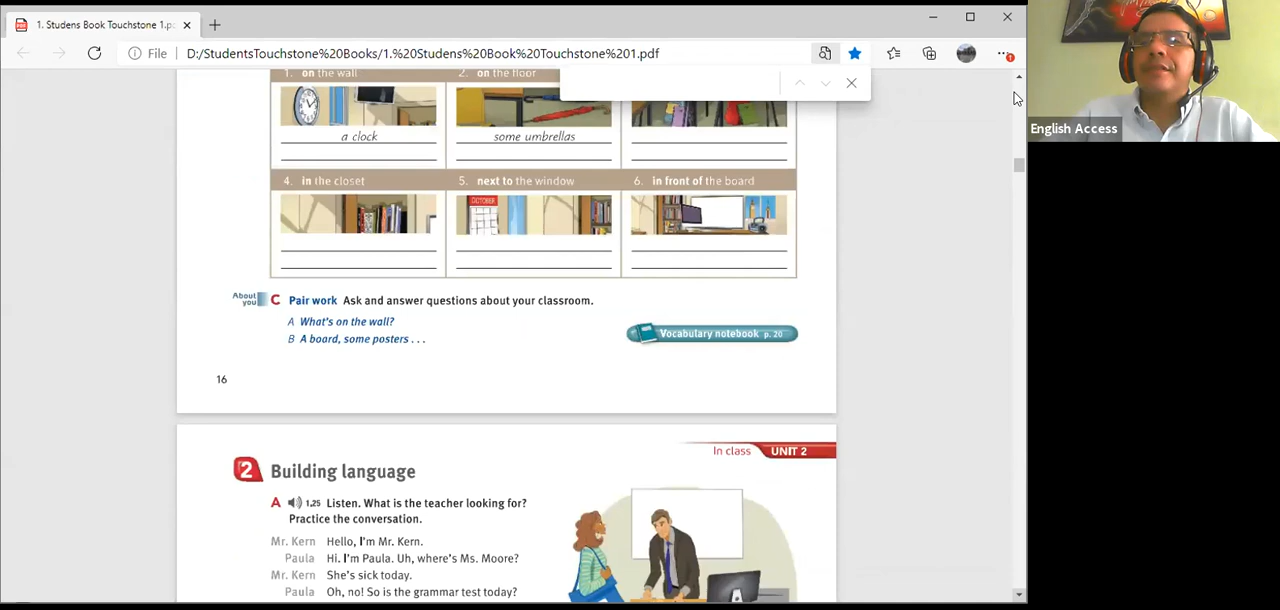 1. Studens Book Touchstone 1.pd
File
D:/StudentsTouchstone%20Books/1.%20Studens%20Book%20Touchstone%201.pdf
English Access
1. on the wall
2. on the floor
a clock
some umbrellas
4. in the closet
5. next to the window
6. in front of the board
OCTOBER
About you
C Pair work Ask and answer questions about your classroom.
A What's on the wall?
B A board, some posters . . .
Vocabulary notebook p. 20
16
In class UNIT 2
2 Building language
A 1.25 Listen. What is the teacher looking for?
Practice the conversation.
Mr. Kern Hello, I'm Mr. Kern.
Paula Hi. I'm Paula. Uh, where's Ms. Moore?
Mr. Kern She's sick today.
Paula Oh, no! So is the grammar test today?